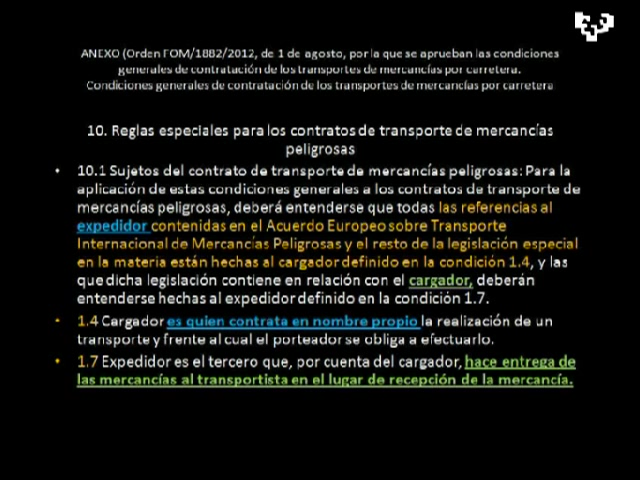 ANEXO (Orden FOM/1882/2012, de 1 de agosto, por la que se aprueban las condiciones
generales de contratación de los transportes de mercancías por carretera.
Condiciones generales de contratación de los transportes de mercancías por carretera
10. Reglas especiales para los contratos de transporte de mercancías
peligrosas
• 10.1 Sujetos del contrato de transporte de mercancías peligrosas: Para la
aplicación de estas condiciones generales a los contratos de transporte de
mercancías peligrosas, deberá entenderse que todas las referencias al
expedidor contenidas en el Acuerdo Europeo sobre Transporte
Internacional de Mercancías Peligrosas y el resto de la legislación especial
en la materia están hechas al cargador definido en la condición 1.4, y las
que dicha legislación contiene en relación con el cargador, deberán
entenderse hechas al expedidor definido en la condición 1.7.
• 1.4 Cargador es quien contrata en nombre propio la realización de un
transporte y frente al cual el porteador se obliga a efectuarlo.
• 1.7 Expedidor es el tercero que, por cuenta del cargador, hace entrega de
las mercancías al transportista en el lugar de recepción de la mercancía.